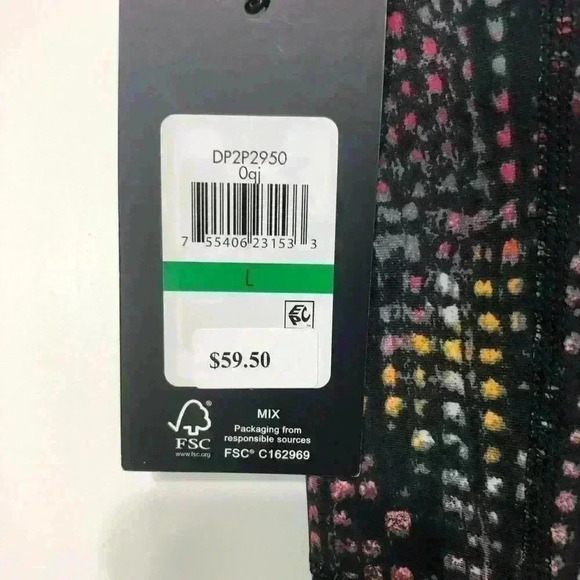 DP2P2950
0qj
7 55406 23153 3
L
EPC
$59.50
FSC
www.fsc.org
MIX
Packaging from
responsible sources
FSC® C162969